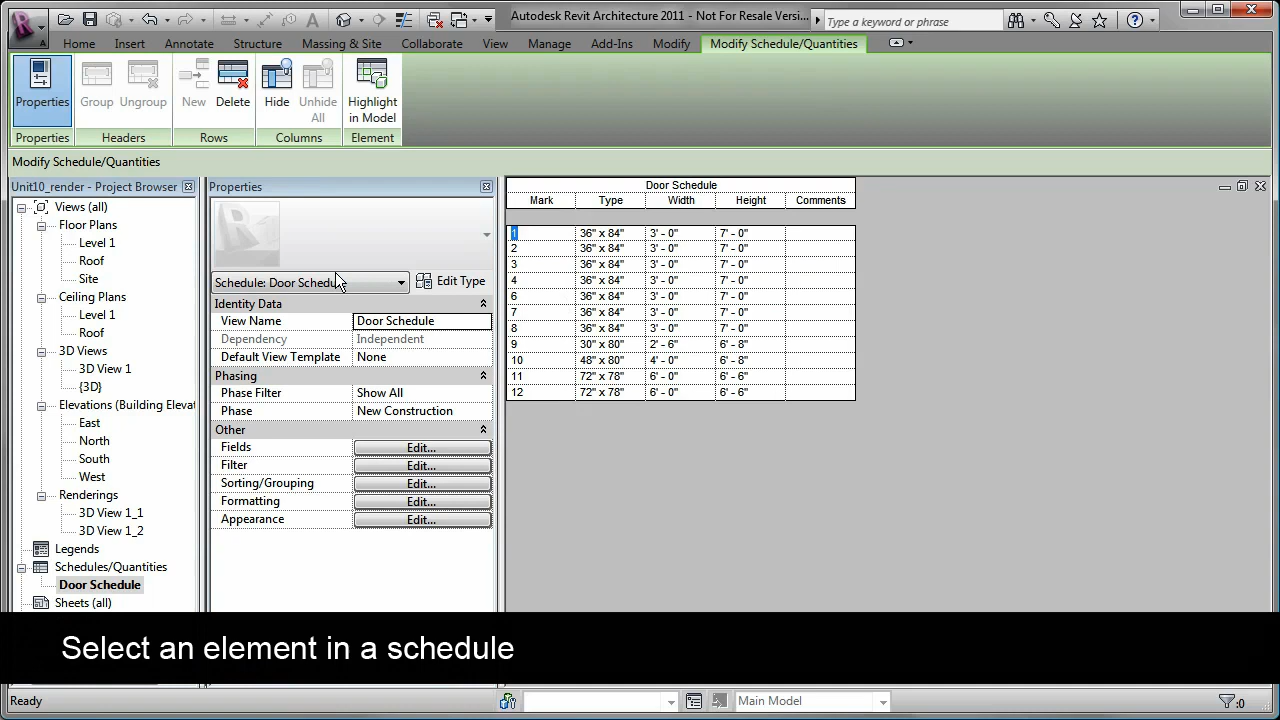 Autodesk Revit Architecture 2011 - Not For Resale Versi...
Type a keyword or phrase
Home Insert Annotate Structure Massing & Site Collaborate View Manage Add-Ins Modify Modify Schedule/Quantities
Properties Group Ungroup New Delete Hide Unhide All Highlight in Model
Properties Headers Rows Columns Element
Modify Schedule/Quantities
Unit10_render - Project Browser
Views (all)
Floor Plans
Level 1
Roof
Site
Ceiling Plans
Level 1
Roof
3D Views
3D View 1
{3D}
Elevations (Building Elevat
East
North
South
West
Renderings
3D View 1_1
3D View 1_2
Legends
Schedules/Quantities
Door Schedule
Sheets (all)
Properties
Schedule: Door Schedu
Edit Type
Identity Data
View Name Door Schedule
Dependency Independent
Default View Template None
Phasing
Phase Filter Show All
Phase New Construction
Other
Fields Edit...
Filter Edit...
Sorting/Grouping Edit...
Formatting Edit...
Appearance Edit...
Door Schedule
Mark Type Width Height Comments
1 36" x 84" 3' - 0" 7' - 0"
2 36" x 84" 3' - 0" 7' - 0"
3 36" x 84" 3' - 0" 7' - 0"
4 36" x 84" 3' - 0" 7' - 0"
6 36" x 84" 3' - 0" 7' - 0"
7 36" x 84" 3' - 0" 7' - 0"
8 36" x 84" 3' - 0" 7' - 0"
9 30" x 80" 2' - 6" 6' - 8"
10 48" x 80" 4' - 0" 6' - 8"
11 72" x 78" 6' - 0" 6' - 6"
12 72" x 78" 6' - 0" 6' - 6"
Select an element in a schedule
Ready
Main Model
:0